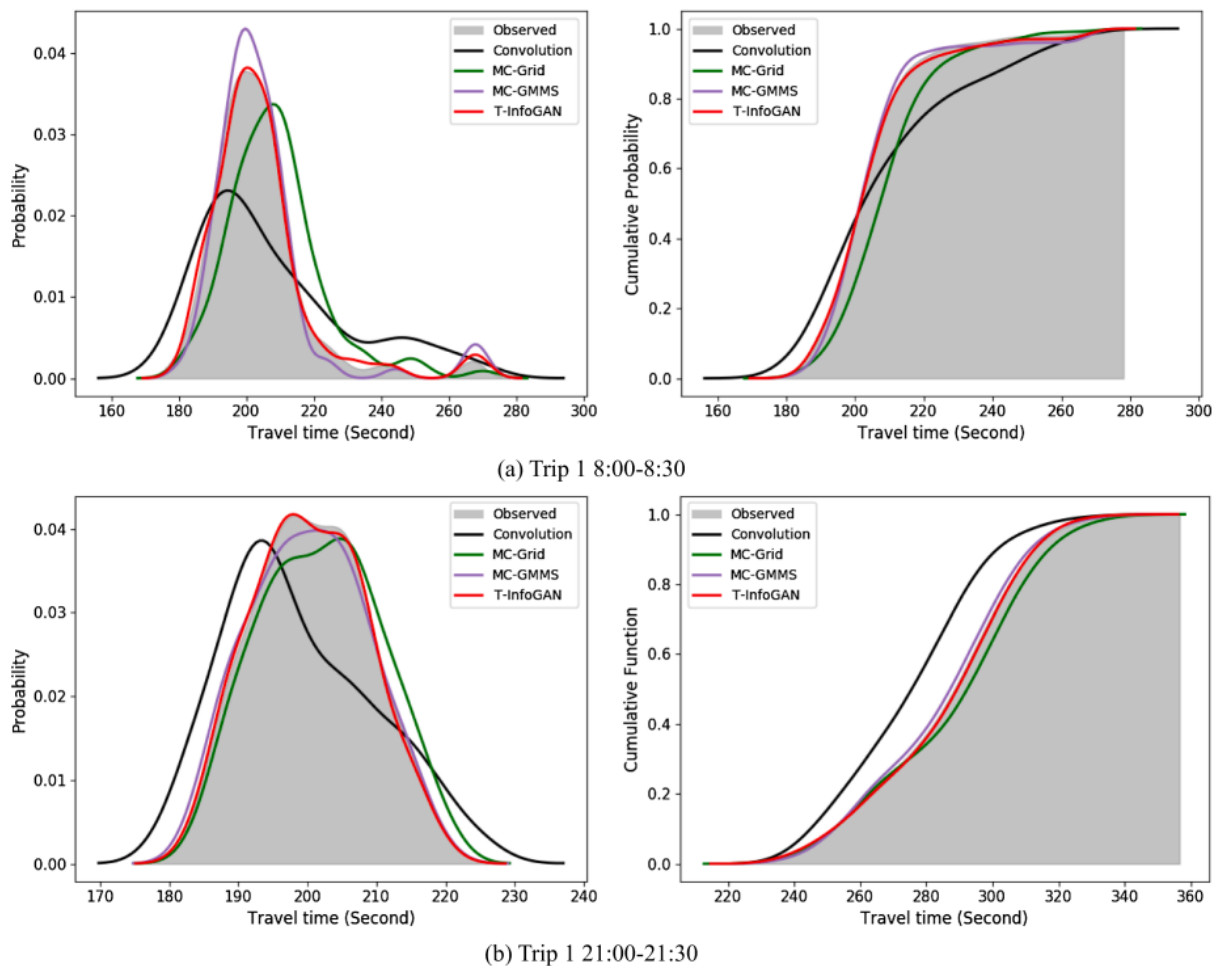 Observed
Convolution
MC-Grid
MC-GMMS
T-InfoGAN
0.04
0.03
0.02
0.01
0.00
Probability
160 180 200 220 240 260 280 300
Travel time (Second)
Observed
Convolution
MC-Grid
MC-GMMS
T-InfoGAN
1.0
0.8
0.6
0.4
0.2
0.0
Cumulative Probability
160 180 200 220 240 260 280 300
Travel time (Second)
(a) Trip 1 8:00-8:30
Observed
Convolution
MC-Grid
MC-GMMS
T-InfoGAN
0.04
0.03
0.02
0.01
0.00
Probability
170 180 190 200 210 220 230 240
Travel time (Second)
Observed
Convolution
MC-Grid
MC-GMMS
T-InfoGAN
1.0
0.8
0.6
0.4
0.2
0.0
Cumulative Function
220 240 260 280 300 320 340 360
Travel time (Second)
(b) Trip 1 21:00-21:30